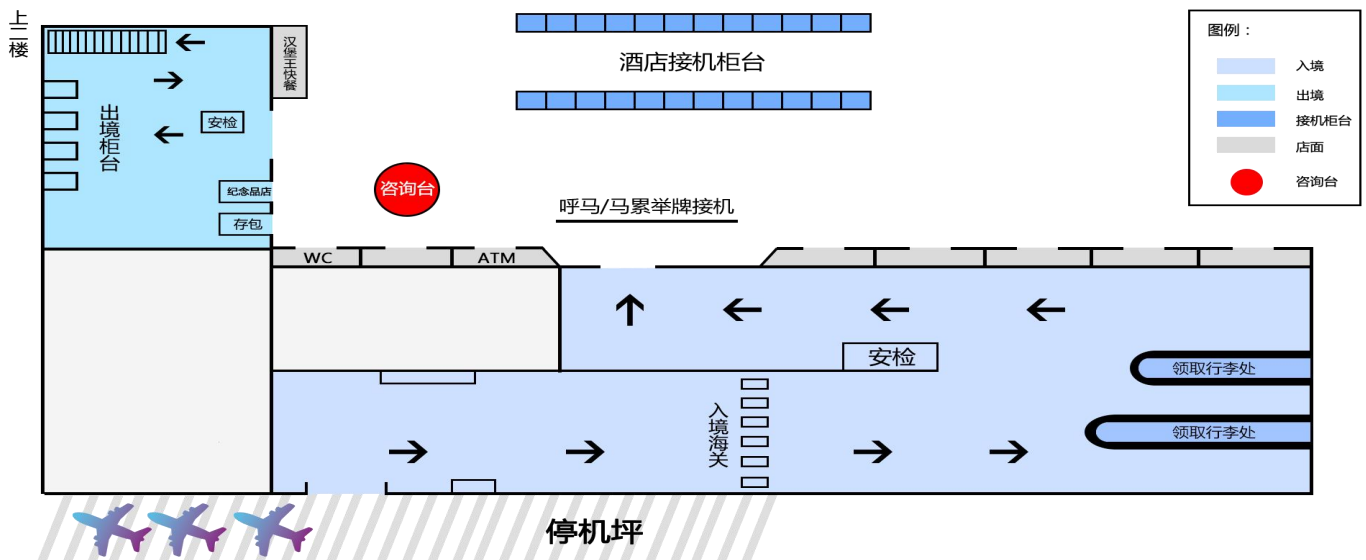 上二楼
汉堡王快餐
酒店接机柜台
图例：
入境
出境
接机柜台
店面
咨询台
出境柜台
安检
纪念品店
存包
咨询台
呼马/马累举牌接机
WC
ATM
安检
领取行李处
入境海关
领取行李处
停机坪